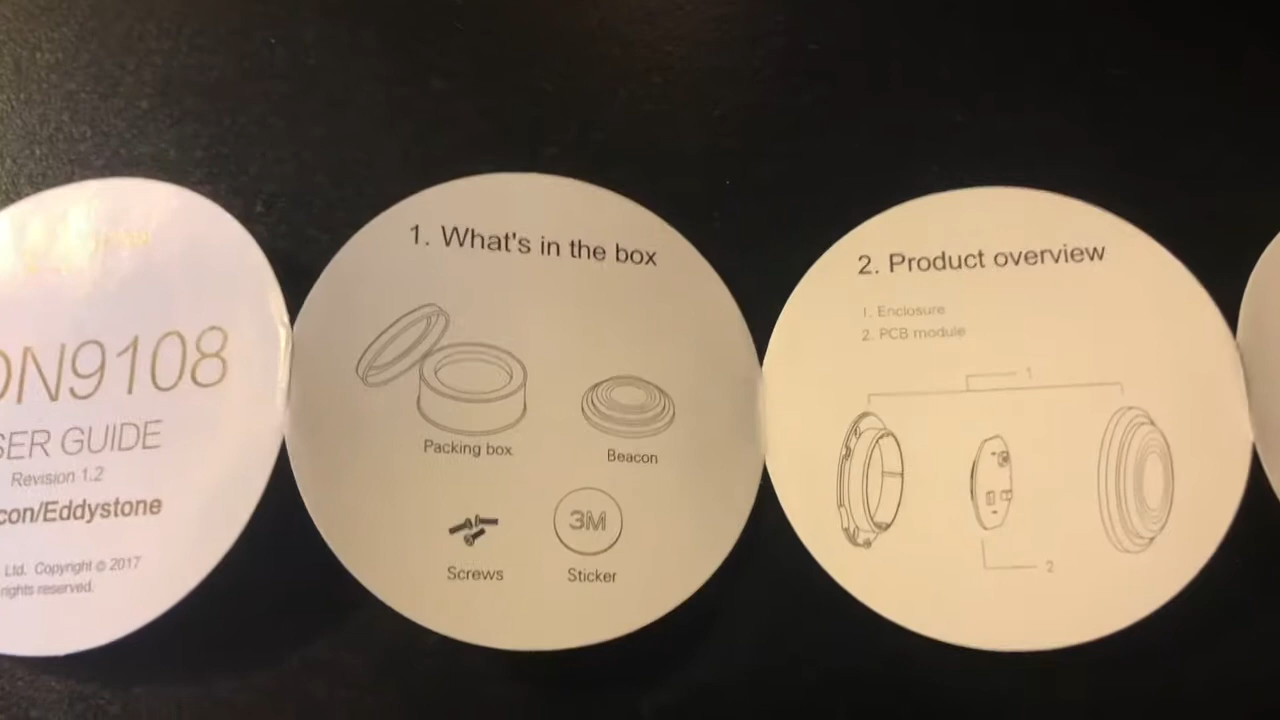 ON9108
SER GUIDE
Revision 1.2
con/Eddystone
Ltd. Copyright © 2017
rights reserved.
1. What's in the box
Packing box
Beacon
3M
Screws
Sticker
2. Product overview
1. Enclosure
2. PCB module
1
2